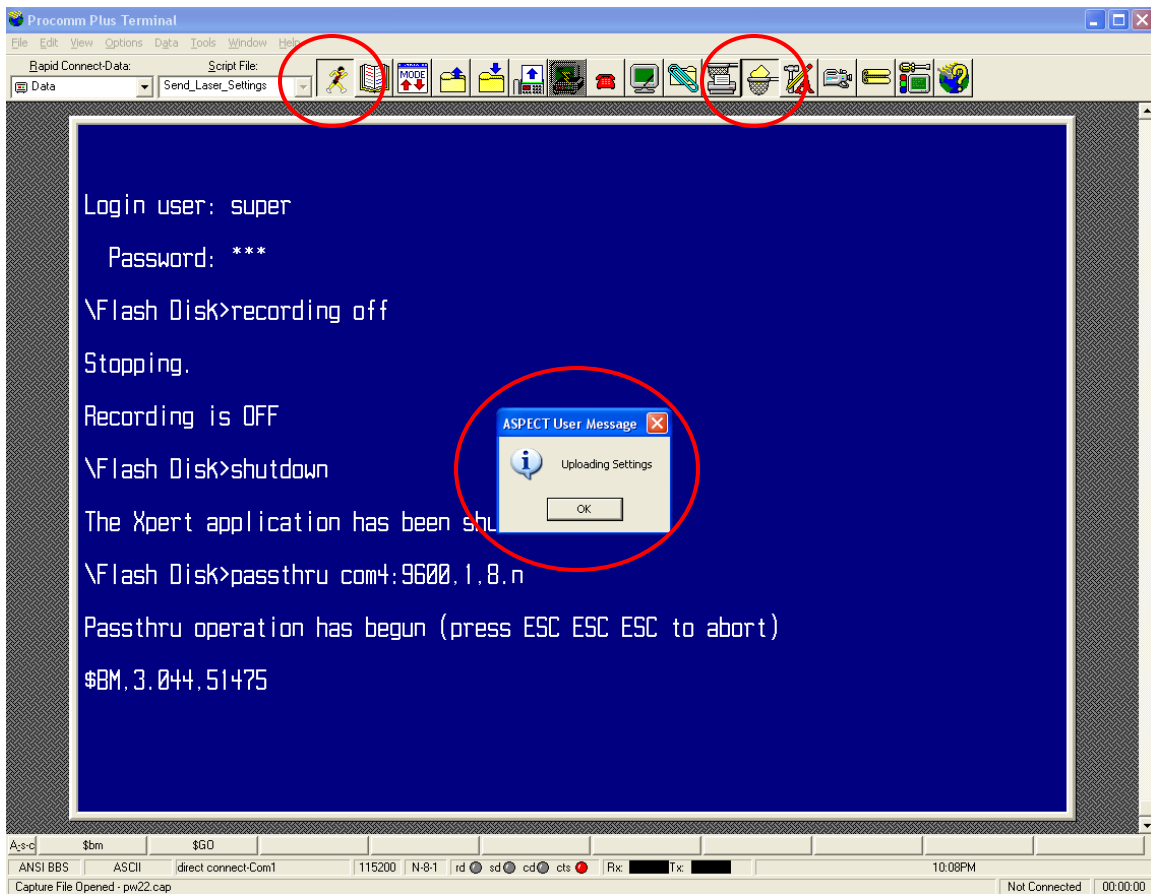 Procomm Plus Terminal
File Edit View Options Data Tools Window Help
Rapid Connect-Data: Script File:
Data Send_Laser_Settings
MODE
Login user: super
Password: ***
\Flash Disk>recording off
Stopping.
Recording is OFF
ASPECT User Message
Uploading Settings
OK
\Flash Disk>shutdown
The Xpert application has been shu
\Flash Disk>passthru com4:9600,1,8.n
Passthru operation has begun (press ESC ESC ESC to abort)
$BM,3.044,51475
A-s-c $bm $GO
ANSI BBS ASCII direct connect-Com1 115200 N-8-1 rd sd cd cts Rx: Tx: 10:08PM
Capture File Opened - pw22.cap Not Connected 00:00:00